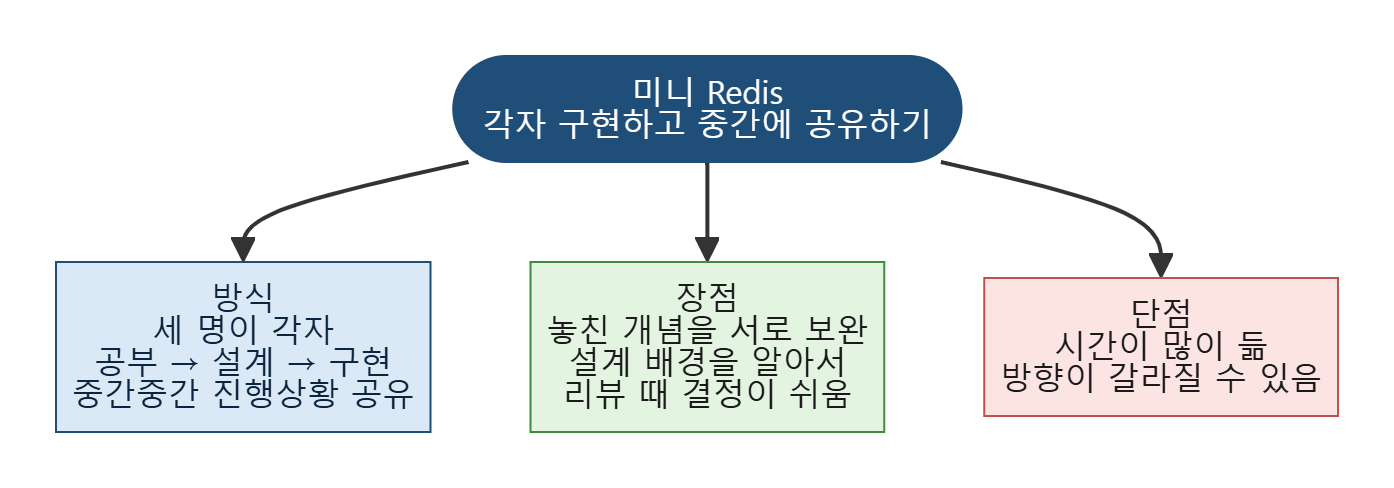 미니 Redis
각자 구현하고 중간에 공유하기
방식
세 명이 각자
공부 → 설계 → 구현
중간중간 진행상황 공유
장점
놓친 개념을 서로 보완
설계 배경을 알아서
리뷰 때 결정이 쉬움
단점
시간이 많이 듦
방향이 갈라질 수 있음